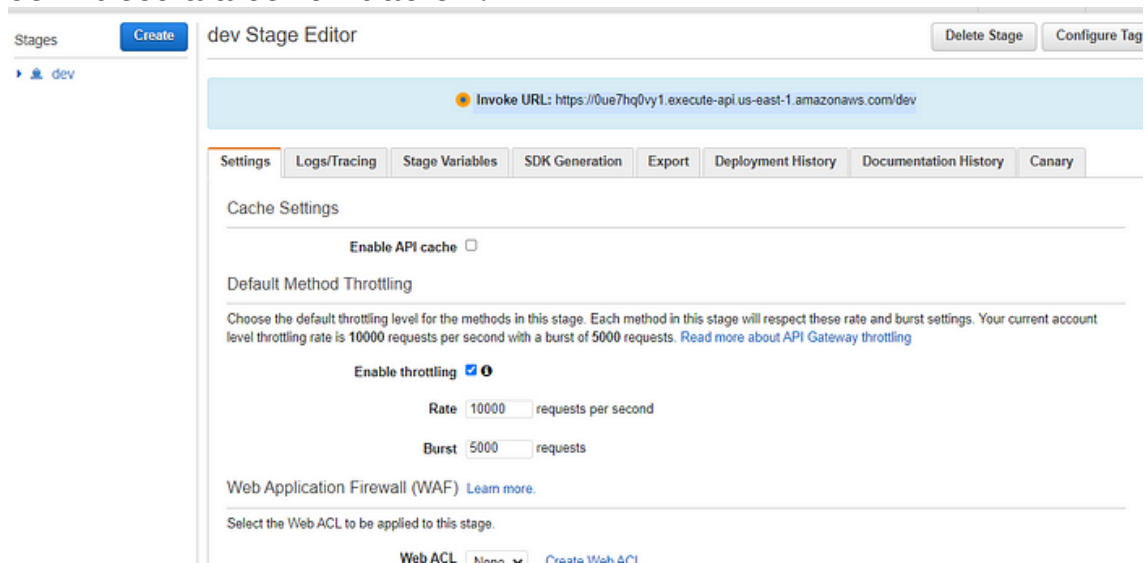 Stages
Create
dev Stage Editor
Delete Stage
Configure Tag
dev
Invoke URL: https://0ue7hq0vy1.execute-api.us-east-1.amazonaws.com/dev
Settings
Logs/Tracing
Stage Variables
SDK Generation
Export
Deployment History
Documentation History
Canary
Cache Settings
Enable API cache
Default Method Throttling
Choose the default throttling level for the methods in this stage. Each method in this stage will respect these rate and burst settings. Your current account
level throttling rate is 10000 requests per second with a burst of 5000 requests. Read more about API Gateway throttling
Enable throttling
Rate 10000 requests per second
Burst 5000 requests
Web Application Firewall (WAF) Learn more.
Select the Web ACL to be applied to this stage.
Web ACL None Create Web ACL